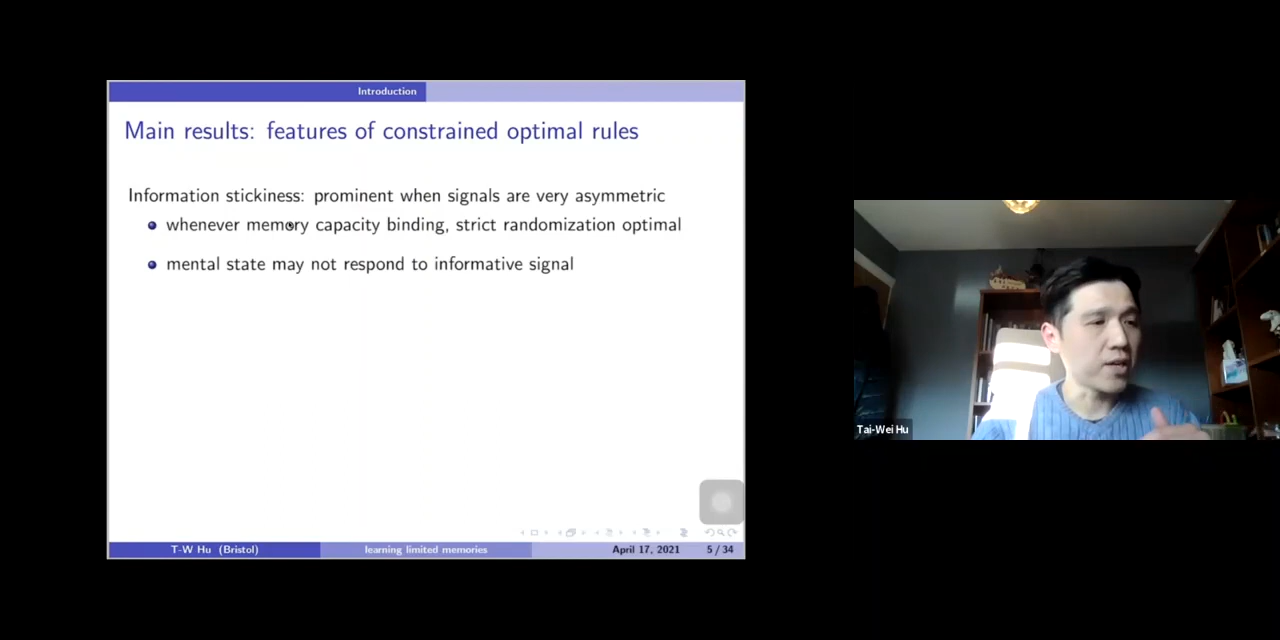 Introduction
Main results: features of constrained optimal rules
Information stickiness: prominent when signals are very asymmetric
whenever memory capacity binding, strict randomization optimal
mental state may not respond to informative signal
T-W Hu (Bristol)
learning limited memories
April 17, 2021
5 / 34
Tai-Wei Hu